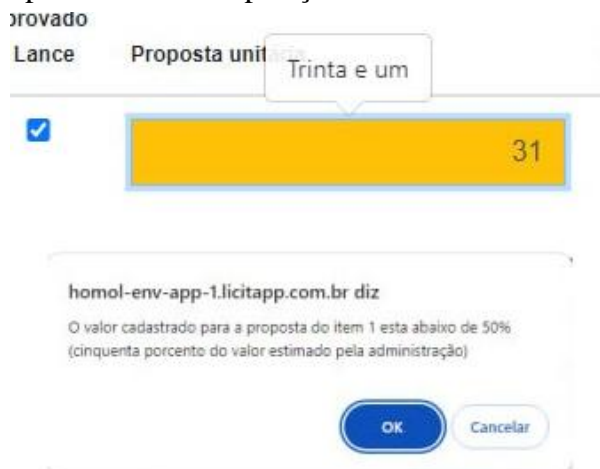 provado
Lance Proposta unit
Trinta e um
31
homol-env-app-1.licitapp.com.br diz
O valor cadastrado para a proposta do item 1 esta abaixo de 50%
(cinquenta porcento do valor estimado pela administração)
OK Cancelar